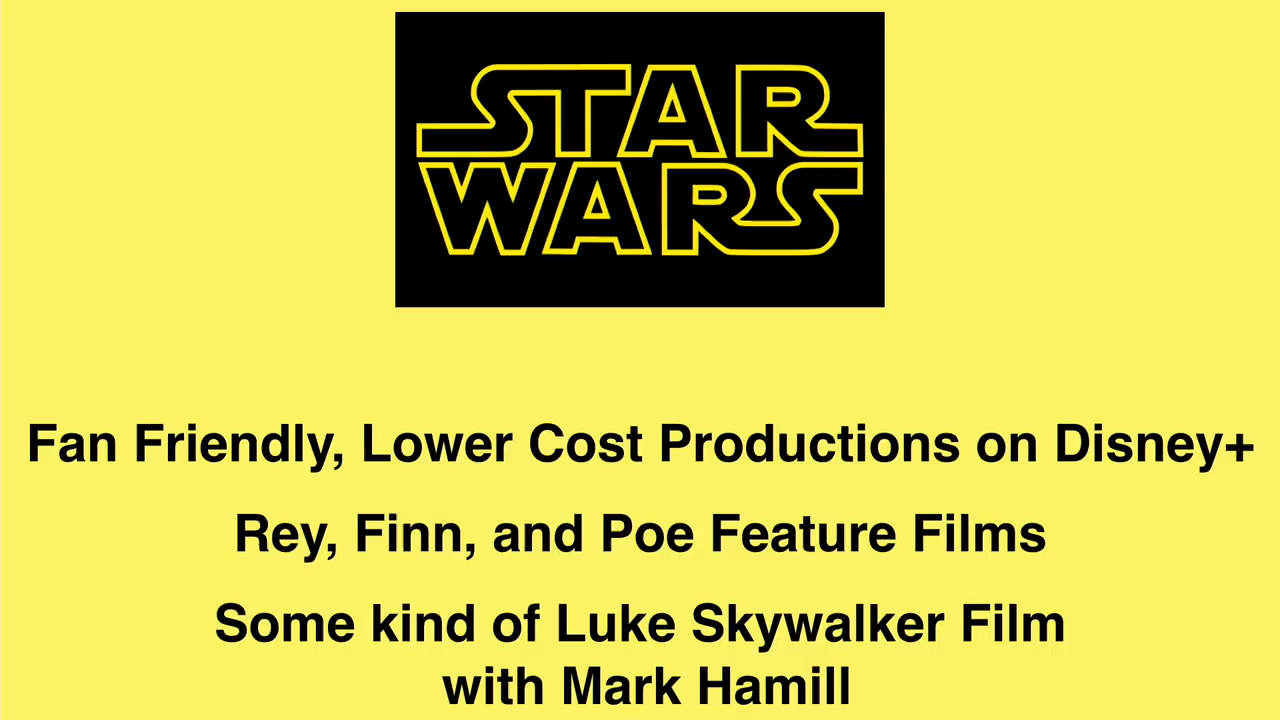 STAR
WARS
Fan Friendly, Lower Cost Productions on Disney+
Rey, Finn, and Poe Feature Films
Some kind of Luke Skywalker Film
with Mark Hamill